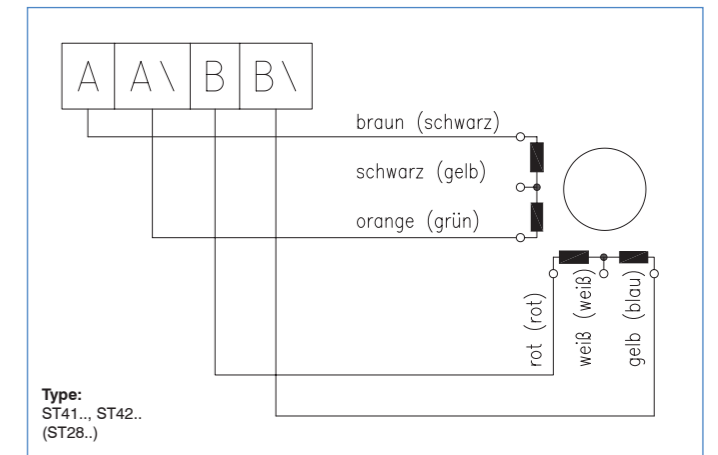 A A\ B B\
braun (schwarz)
schwarz (gelb)
orange (grün)
rot (rot)
weiß (weiß)
gelb (blau)
Type:
ST41.., ST42..
(ST28..)